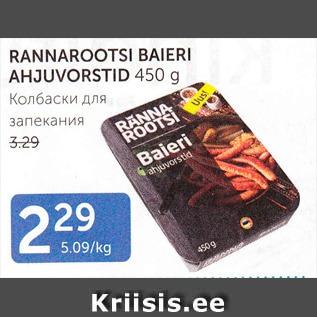 RANNAROOTSI BAIERI
AHJUVORSTID 450 g
Колбаски для
запекания
3.29
Uus!
RANNA
ROOTSI
Baieri
ahjuvorstid
450 g
2 29
5.09/kg
Kriisis.ee